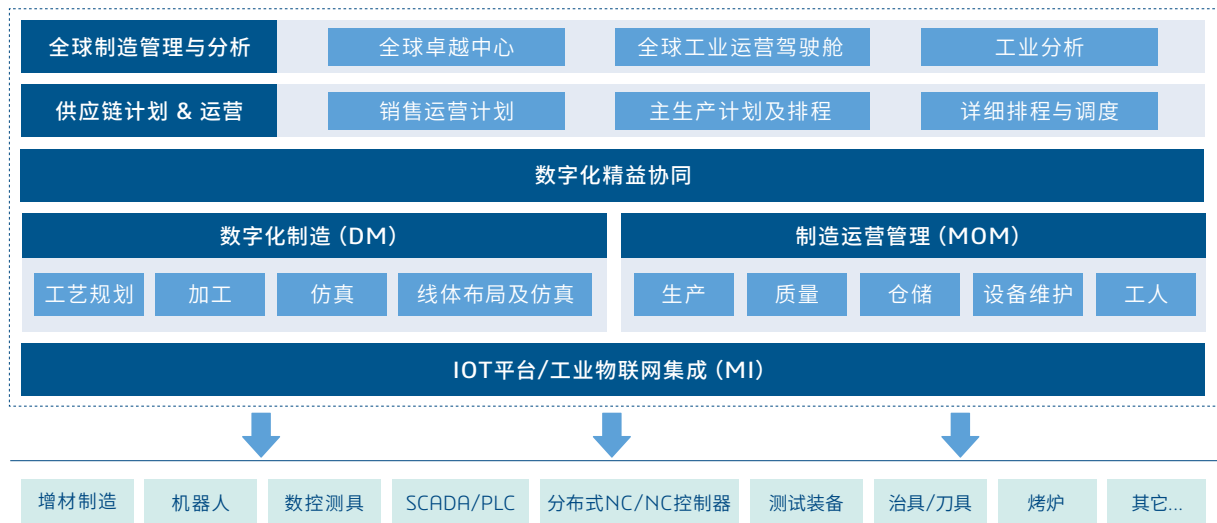 全球制造管理与分析
全球卓越中心
全球工业运营驾驶舱
工业分析
供应链计划 & 运营
销售运营计划
主生产计划及排程
详细排程与调度
数字化精益协同
数字化制造 (DM)
制造运营管理 (MOM)
工艺规划
加工
仿真
线体布局及仿真
生产
质量
仓储
设备维护
工人
IOT平台/工业物联网集成 (MI)
增材制造
机器人
数控测具
SCADA/PLC
分布式NC/NC控制器
测试装备
治具/刀具
烤炉
其它...